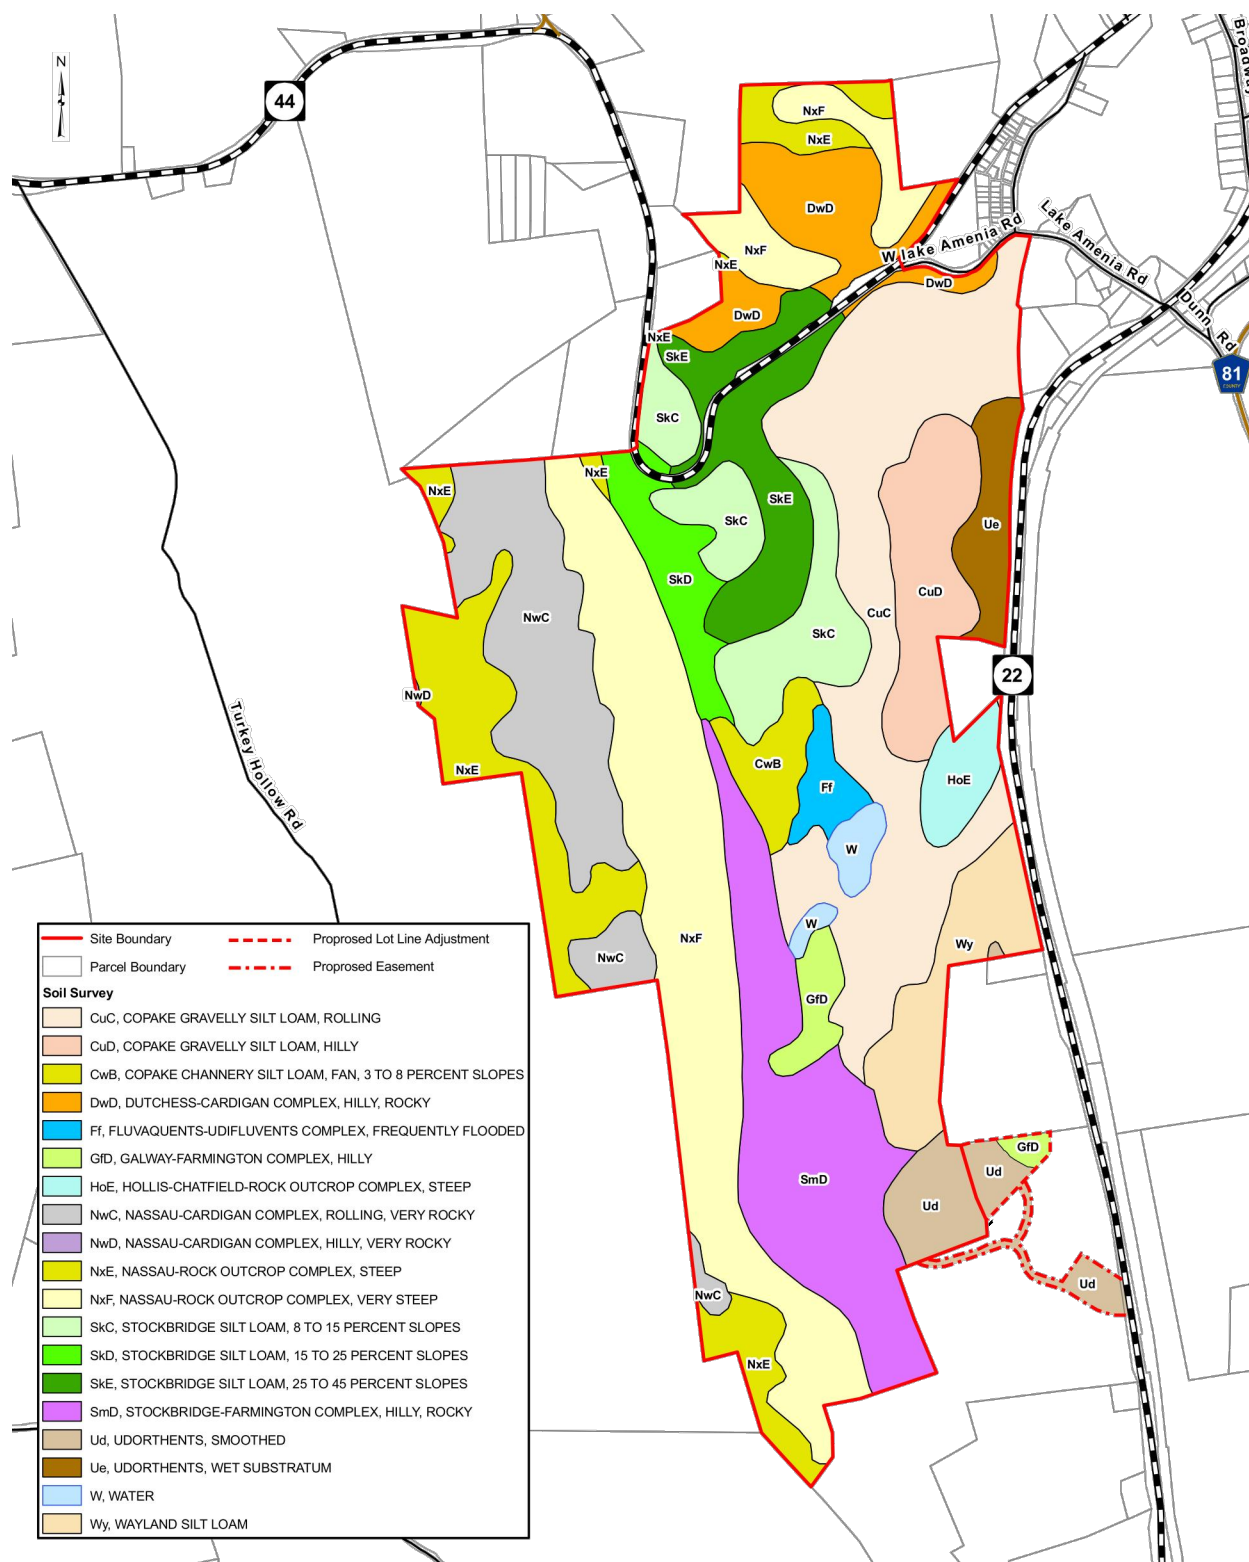 N
44
Broadway
NxF
NxE
DwD
W lake Amenia Rd
Lake Amenia Rd
NxF
NxE
DwD
DwD
Dunn Rd
NxE
SkE
81
COUNTY
SkC
NxE
NxE
SkE
SkC
Ue
SkD
CuD
CuC
NwC
SkC
22
NwD
Turkey Hollow Rd
CwB
NxE
HoE
Ff
W
W
NxF
Wy
NwC
GfD
GfD
Ud
SmD
Ud
Ud
NwC
NxE
Site Boundary
Proposed Lot Line Adjustment
Parcel Boundary
Proposed Easement
Soil Survey
CuC, COPAKE GRAVELLY SILT LOAM, ROLLING
CuD, COPAKE GRAVELLY SILT LOAM, HILLY
CwB, COPAKE CHANNERY SILT LOAM, FAN, 3 TO 8 PERCENT SLOPES
DwD, DUTCHESS-CARDIGAN COMPLEX, HILLY, ROCKY
Ff, FLUVAQUENTS-UDIFLUVENTS COMPLEX, FREQUENTLY FLOODED
GfD, GALWAY-FARMINGTON COMPLEX, HILLY
HoE, HOLLIS-CHATFIELD-ROCK OUTCROP COMPLEX, STEEP
NwC, NASSAU-CARDIGAN COMPLEX, ROLLING, VERY ROCKY
NwD, NASSAU-CARDIGAN COMPLEX, HILLY, VERY ROCKY
NxE, NASSAU-ROCK OUTCROP COMPLEX, STEEP
NxF, NASSAU-ROCK OUTCROP COMPLEX, VERY STEEP
SkC, STOCKBRIDGE SILT LOAM, 8 TO 15 PERCENT SLOPES
SkD, STOCKBRIDGE SILT LOAM, 15 TO 25 PERCENT SLOPES
SkE, STOCKBRIDGE SILT LOAM, 25 TO 45 PERCENT SLOPES
SmD, STOCKBRIDGE-FARMINGTON COMPLEX, HILLY, ROCKY
Ud, UDORTHENTS, SMOOTHED
Ue, UDORTHENTS, WET SUBSTRATUM
W, WATER
Wy, WAYLAND SILT LOAM